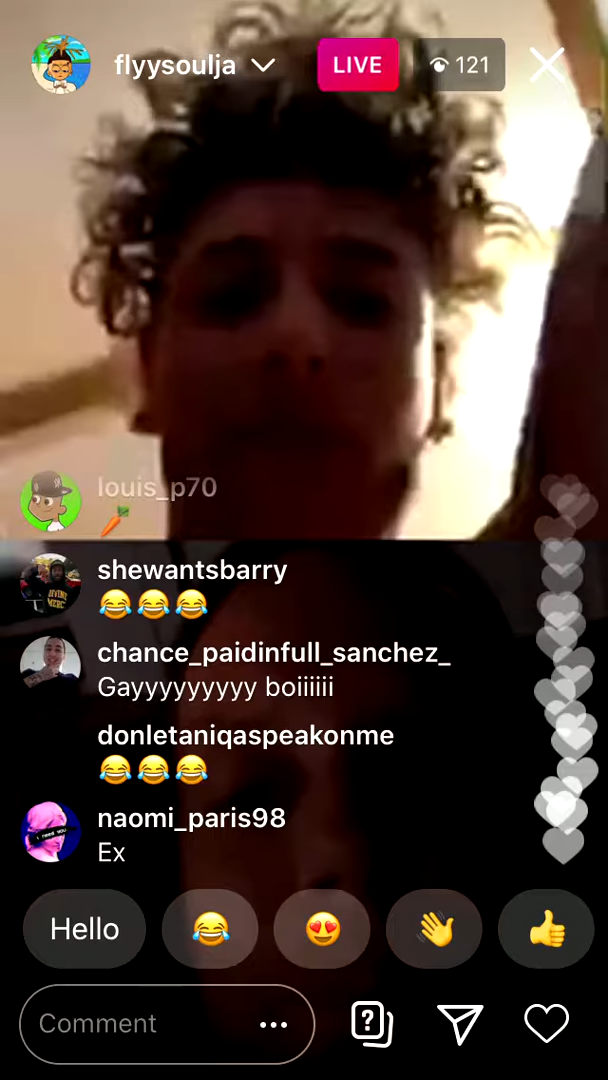 flyysoulja
LIVE
121
louis_p70
🥕
shewantsbarry
😂😂😂
chance_paidinfull_sanchez_
Gayyyyyyyyy boiiiiii
donletaniqaspeakonme
😂😂😂
naomi_paris98
Ex
Hello 😂 😍 👋 👍
Comment